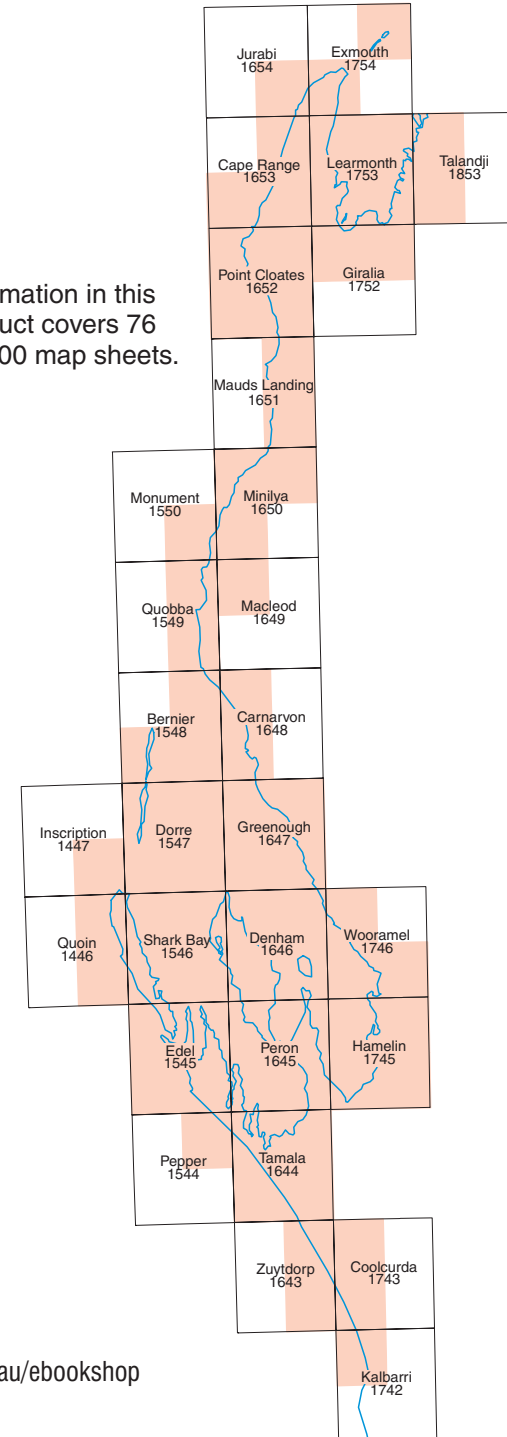 Jurabi
1654
Exmouth
1754
Cape Range
1653
Learmonth
1753
Talandji
1853
Point Cloates
1652
Giralia
1752
mation in this
uct covers 76
00 map sheets.
Mauds Landing
1651
Monument
1550
Minilya
1650
Quobba
1549
Macleod
1649
Bernier
1548
Carnarvon
1648
Inscription
1447
Dorre
1547
Greenough
1647
Quoin
1446
Shark Bay
1546
Denham
1646
Wooramel
1746
Edel
1545
Peron
1645
Hamelin
1745
Pepper
1544
Tamala
1644
Zuytdorp
1643
Coolcurda
1743
au/ebookshop
Kalbarri
1742